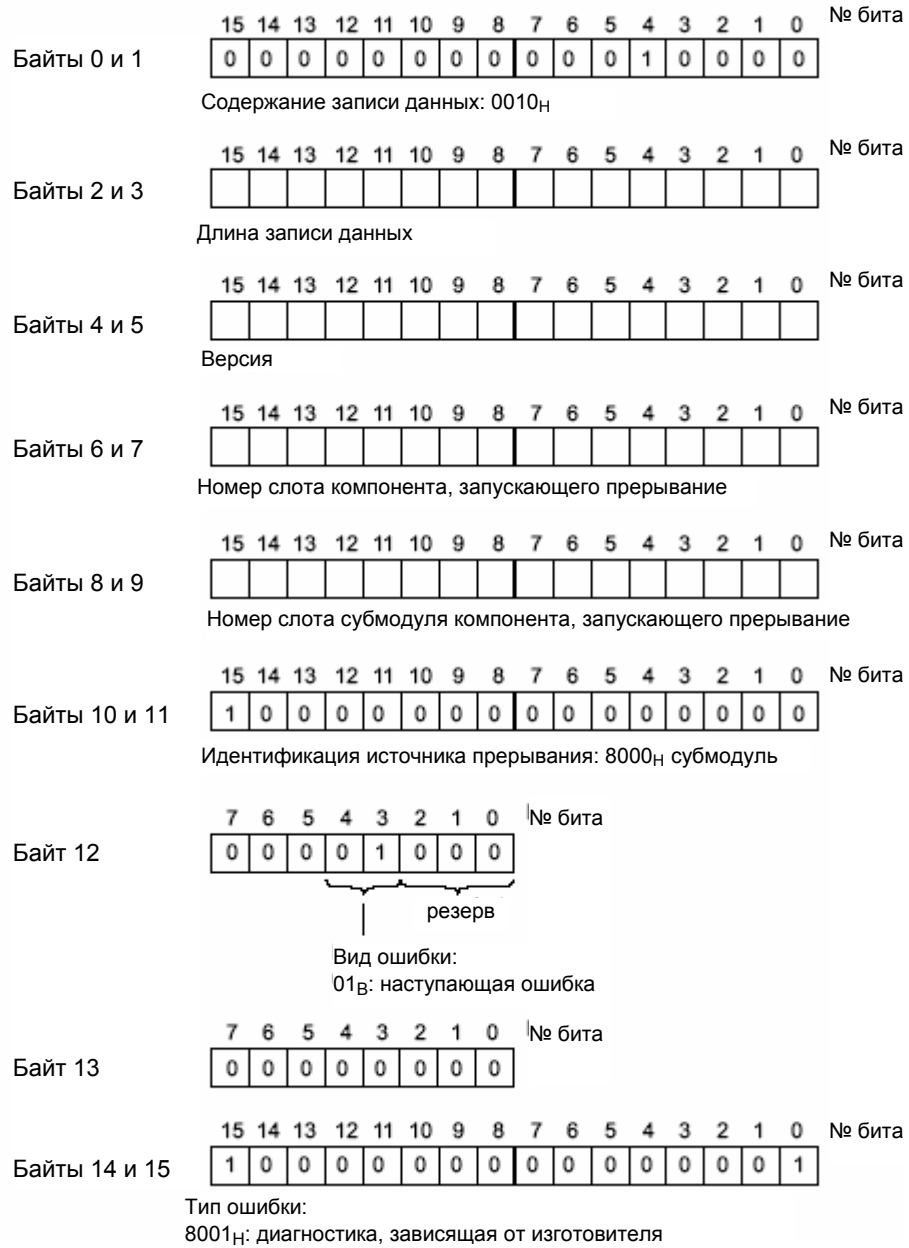 15 14 13 12 11 10 9 8 7 6 5 4 3 2 1 0 № бита
Байты 0 и 1 0 0 0 0 0 0 0 0 0 0 0 1 0 0 0 0
Содержание записи данных: 0010H
15 14 13 12 11 10 9 8 7 6 5 4 3 2 1 0 № бита
Байты 2 и 3
Длина записи данных
15 14 13 12 11 10 9 8 7 6 5 4 3 2 1 0 № бита
Байты 4 и 5
Версия
15 14 13 12 11 10 9 8 7 6 5 4 3 2 1 0 № бита
Байты 6 и 7
Номер слота компонента, запускающего прерывание
15 14 13 12 11 10 9 8 7 6 5 4 3 2 1 0 № бита
Байты 8 и 9
Номер слота субмодуля компонента, запускающего прерывание
15 14 13 12 11 10 9 8 7 6 5 4 3 2 1 0 № бита
Байты 10 и 11 1 0 0 0 0 0 0 0 0 0 0 0 0 0 0 0
Идентификация источника прерывания: 8000H субмодуль
7 6 5 4 3 2 1 0 № бита
Байт 12 0 0 0 0 1 0 0 0
резерв
Вид ошибки:
01B: наступающая ошибка
7 6 5 4 3 2 1 0 № бита
Байт 13 0 0 0 0 0 0 0 0
15 14 13 12 11 10 9 8 7 6 5 4 3 2 1 0 № бита
Байты 14 и 15 1 0 0 0 0 0 0 0 0 0 0 0 0 0 0 1
Тип ошибки:
8001H: диагностика, зависящая от изготовителя